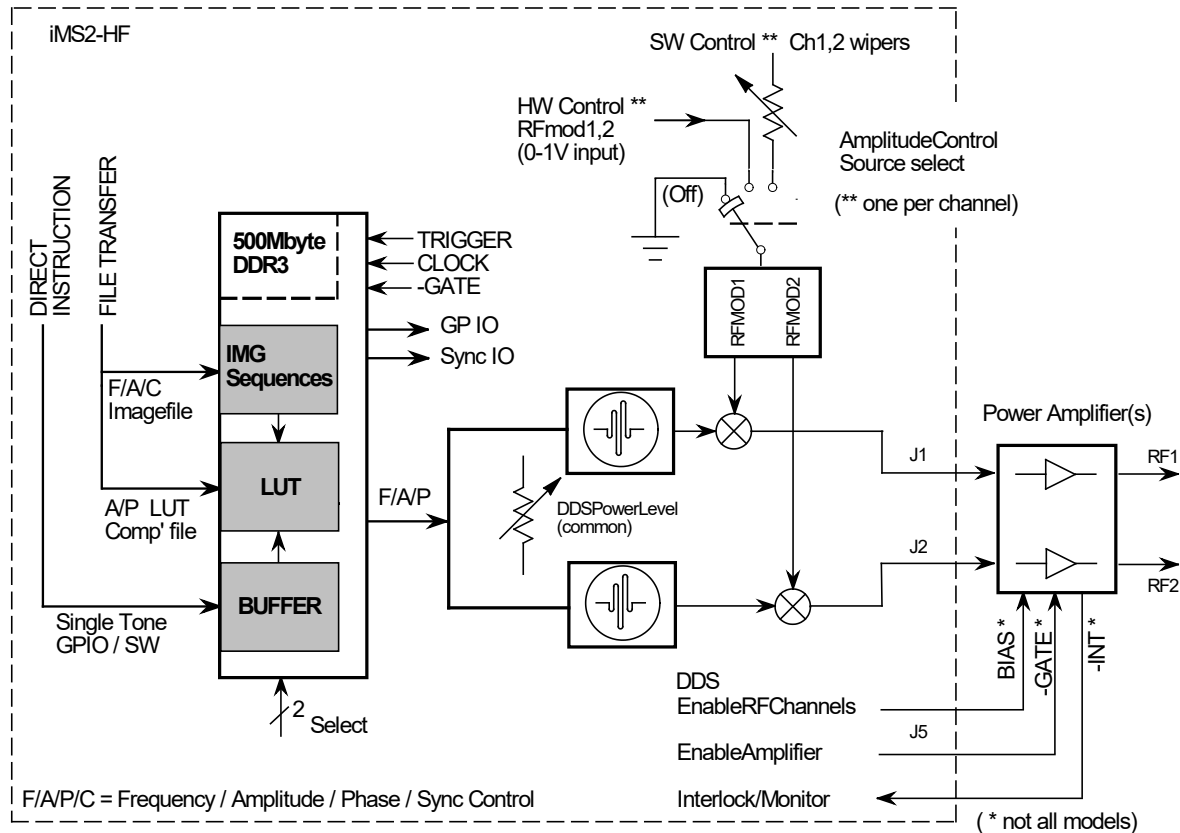 iMS2-HF
SW Control ** Ch1,2 wipers
HW Control **
RFmod1,2
(0-1V input)
AmplitudeControl
Source select
(** one per channel)
(Off)
DIRECT
INSTRUCTION
FILE TRANSFER
500Mbyte
DDR3
TRIGGER
CLOCK
-GATE
GP IO
Sync IO
RFMOD1
RFMOD2
IMG
Sequences
F/A/C
Imagefile
LUT
A/P LUT
Comp' file
F/A/P
DDSPowerLevel
(common)
BUFFER
Single Tone
GPIO / SW
2
Select
Power Amplifier(s)
J1
RF1
J2
RF2
BIAS *
-GATE *
-INT *
DDS
EnableRFChannels
J5
EnableAmplifier
Interlock/Monitor
F/A/P/C = Frequency / Amplitude / Phase / Sync Control
( * not all models)